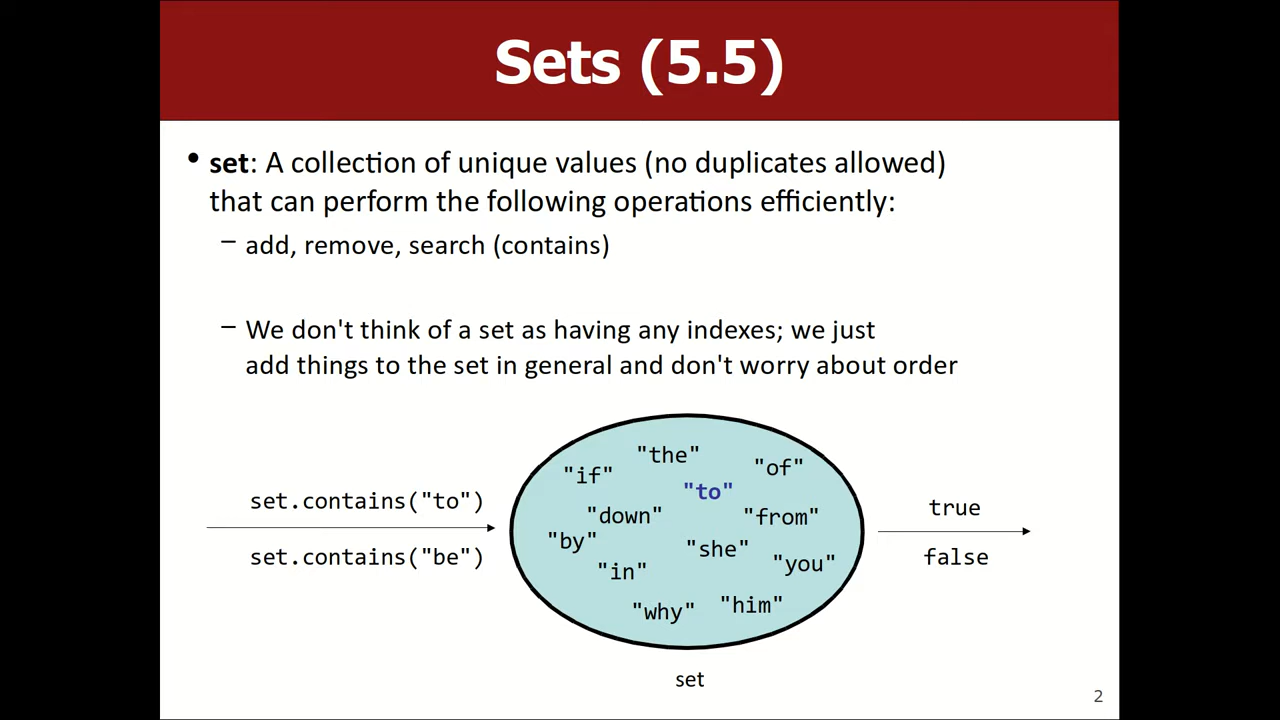 Sets (5.5)
• set: A collection of unique values (no duplicates allowed)
that can perform the following operations efficiently:
– add, remove, search (contains)
– We don't think of a set as having any indexes; we just
add things to the set in general and don't worry about order
set.contains("to")
set.contains("be")
"the"
"if"
"of"
"to"
"down"
"from"
"by"
"she"
"in"
"you"
"why"
"him"
true
false
set
2